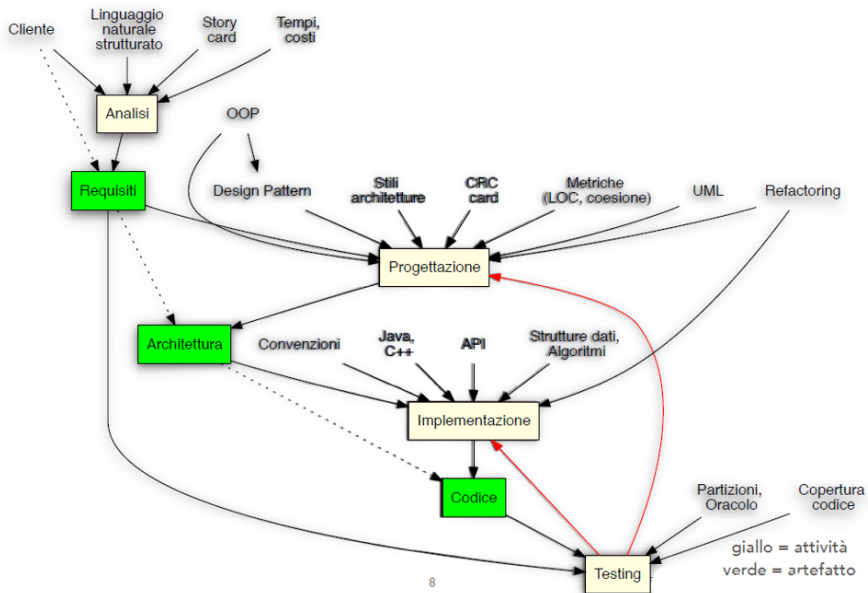 Cliente
Linguaggio
naturale
strutturato
Story
card
Tempi,
costi
Analisi
OOP
Requisiti
Design Pattern
Stili
architetture
CRC
card
Metriche
(LOC, coesione)
UML
Refactoring
Progettazione
Architettura
Convenzioni
Java,
C++
API
Strutture dati,
Algoritmi
Implementazione
Codice
Partizioni,
Oracolo
Copertura
codice
giallo = attività
verde = artefatto
Testing
8